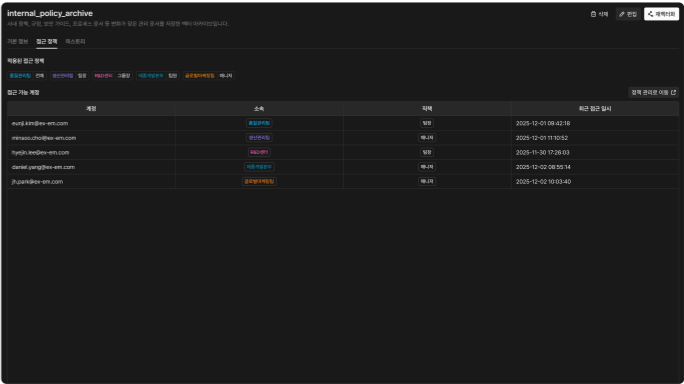 internal_policy_archive
사내 정책, 규정, 보안 가이드, 프로세스 문서 등 변화가 잦은 관리 문서를 저장한 벡터 아카이브입니다.
삭제 편집 재벡터화
기본 정보 접근 정책 히스토리
적용된 접근 정책
품질관리팀 전체 생산관리팀 팀장 R&D센터 그룹장 제품개발본부 팀원 글로벌마케팅팀 매니저
접근 가능 계정 정책 관리로 이동
계정 소속 직책 최근 접근 일시
eunji.kim@ex-em.com 품질관리팀 팀장 2025-12-01 09:42:18
minsoo.choi@ex-em.com 생산관리팀 매니저 2025-12-01 11:10:52
hyejin.lee@ex-em.com R&D센터 팀장 2025-11-30 17:26:03
daniel.yang@ex-em.com 제품개발본부 매니저 2025-12-02 08:55:14
jh.park@ex-em.com 글로벌마케팅팀 매니저 2025-12-02 10:03:40